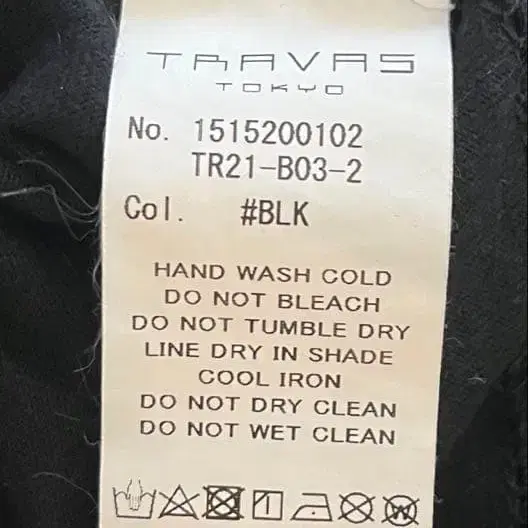 TRAVAS
TOKYO
No. 1515200102
TR21-B03-2
Col. #BLK
HAND WASH COLD
DO NOT BLEACH
DO NOT TUMBLE DRY
LINE DRY IN SHADE
COOL IRON
DO NOT DRY CLEAN
DO NOT WET CLEAN